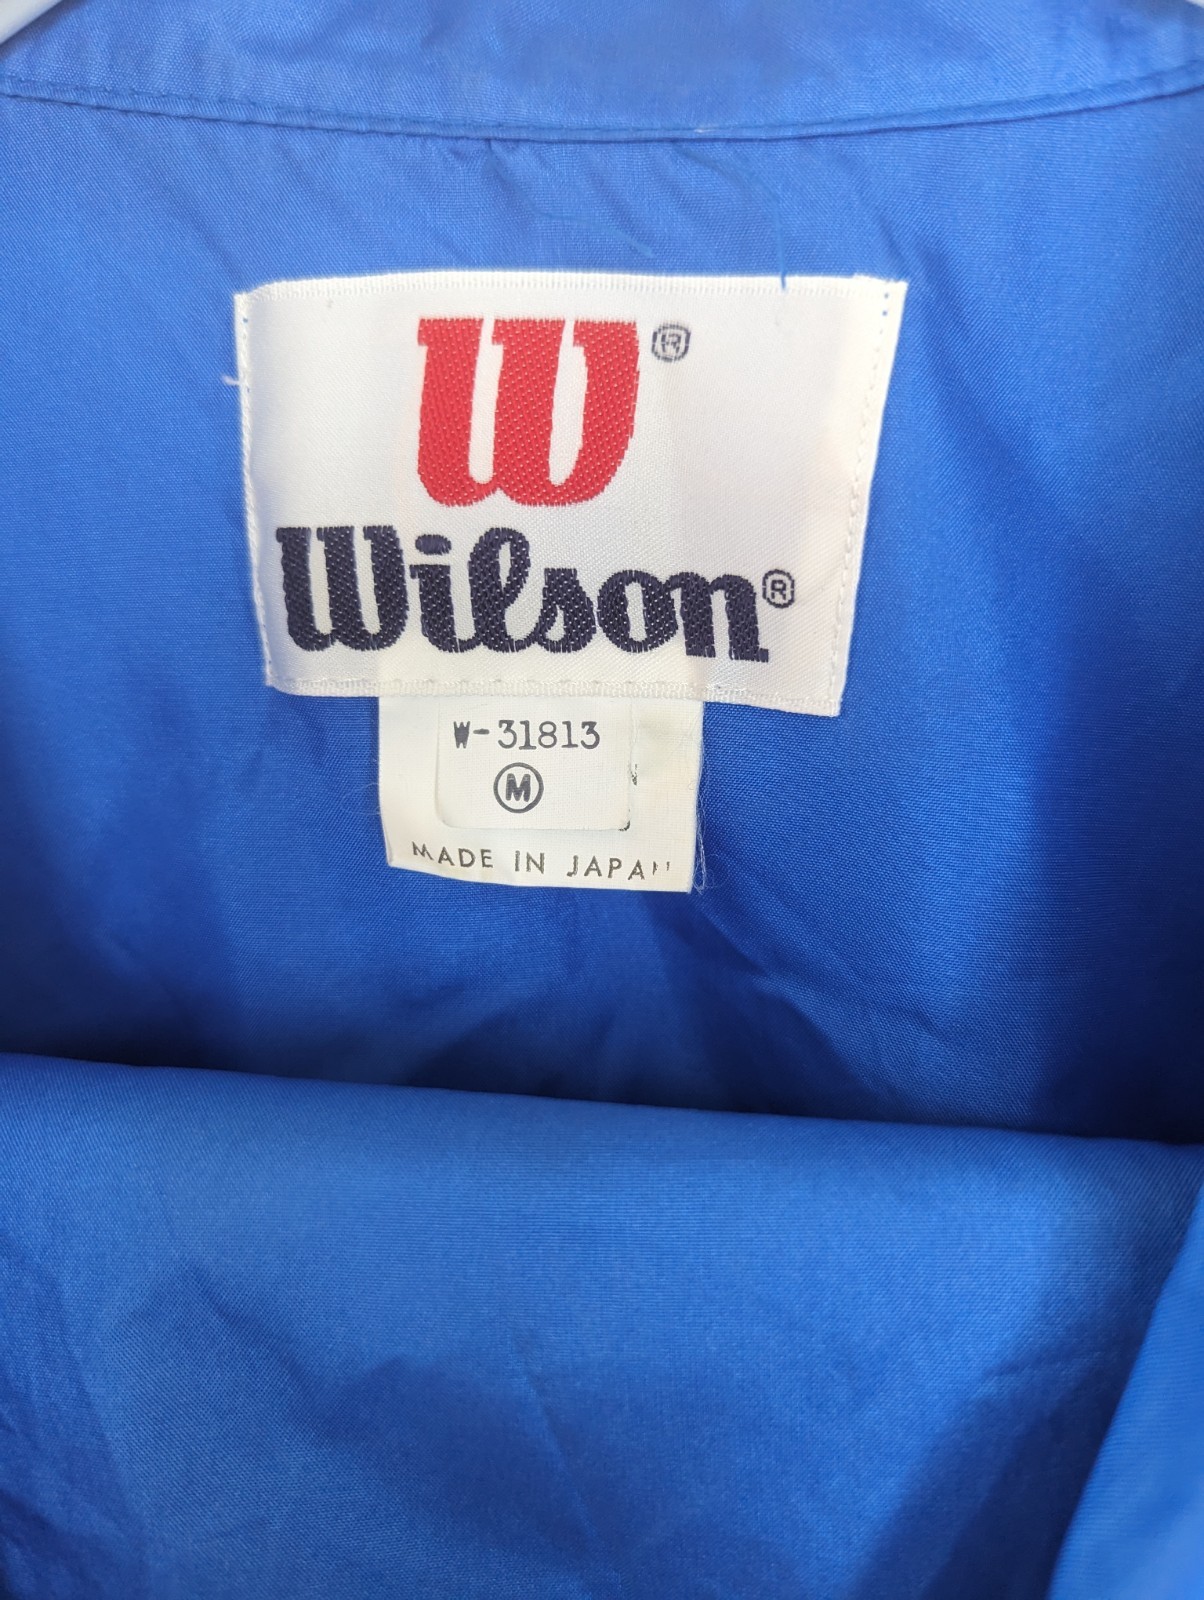 W®
Wilson®
W-31813
Ⓜ
MADE IN JAPAN